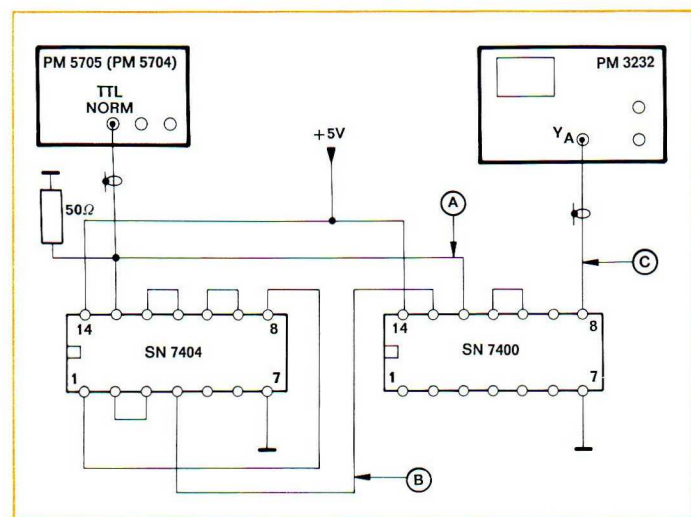 PM 5705 (PM 5704)
TTL
NORM
PM 3232
YA
+5V
50Ω
A
C
14
8
SN 7404
1
7
14
8
SN 7400
1
7
B